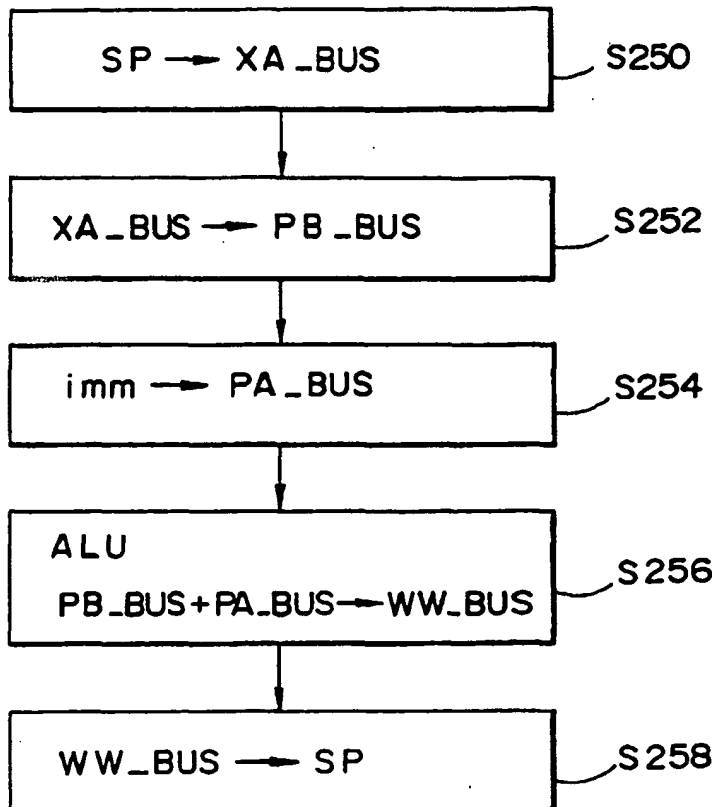 SP → XA_BUS
S250
XA_BUS → PB_BUS
S252
imm → PA_BUS
S254
ALU
PB_BUS+PA_BUS→WW_BUS
S256
WW_BUS → SP
S258